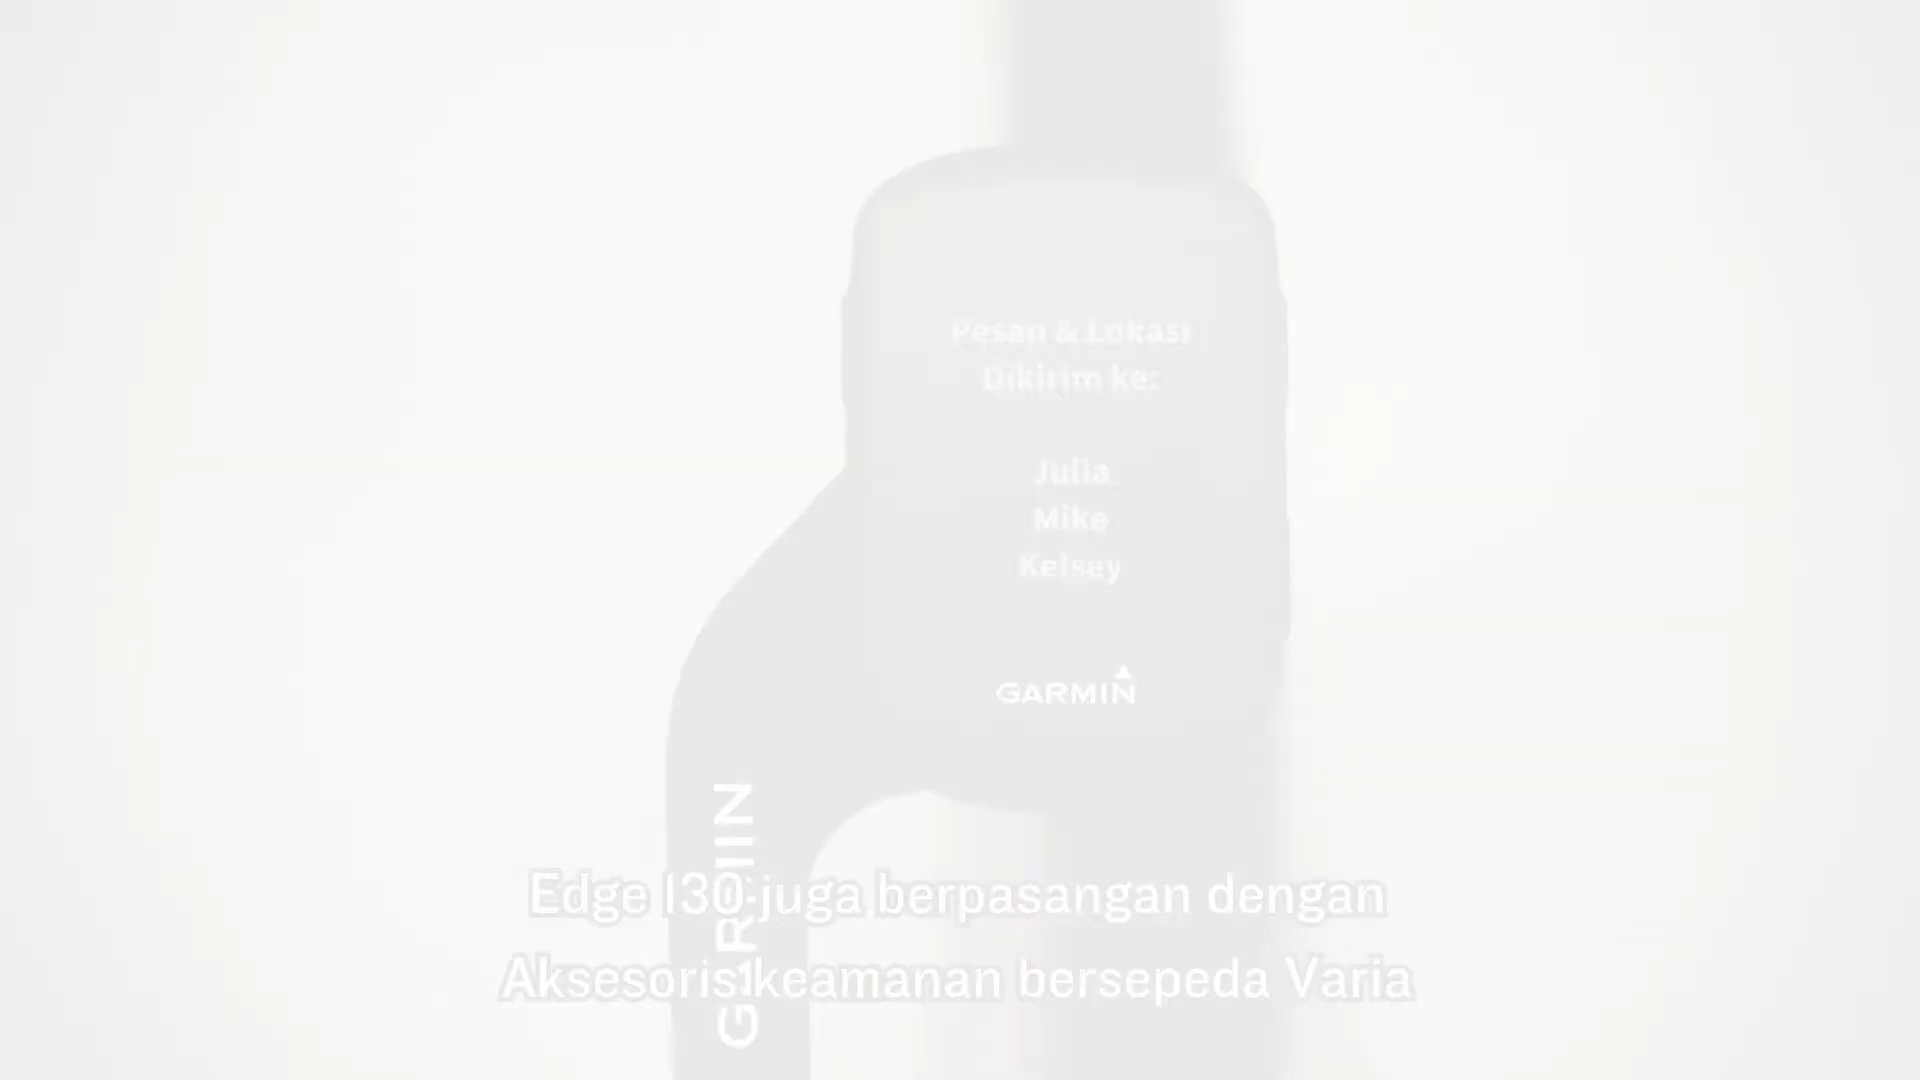 Pesan & Lokasi
Dikirim ke:
Julia
Mike
Kelsey
GARMIN
GARMIN
Edge 130 juga berpasangan dengan
Aksesoris keamanan bersepeda Varia